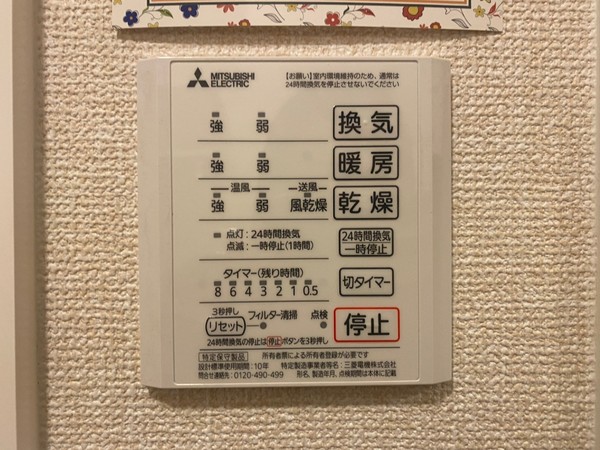 MITSUBISHI
ELECTRIC
【お願い】室内環境維持のため、通常は
24時間換気を停止させないでください
強 弱 換気
強 弱 暖房
温風 送風
強 弱 風乾燥 乾燥
点灯:24時間換気
点滅:一時停止(1時間)
24時間換気
一時停止
タイマー(残り時間)
8 6 4 3 2 1 0.5
切タイマー
3秒押し
リセット フィルター清掃 点検
停止
24時間換気の停止は停止ボタンを3秒押し
特定保守製品 所有者票による所有者登録が必要です
設計標準使用期間:10年 特定製造事業者等名:三菱電機株式会社
問合せ連絡先:0120-490-499 形名、製造年月、点検期間は本体に記載